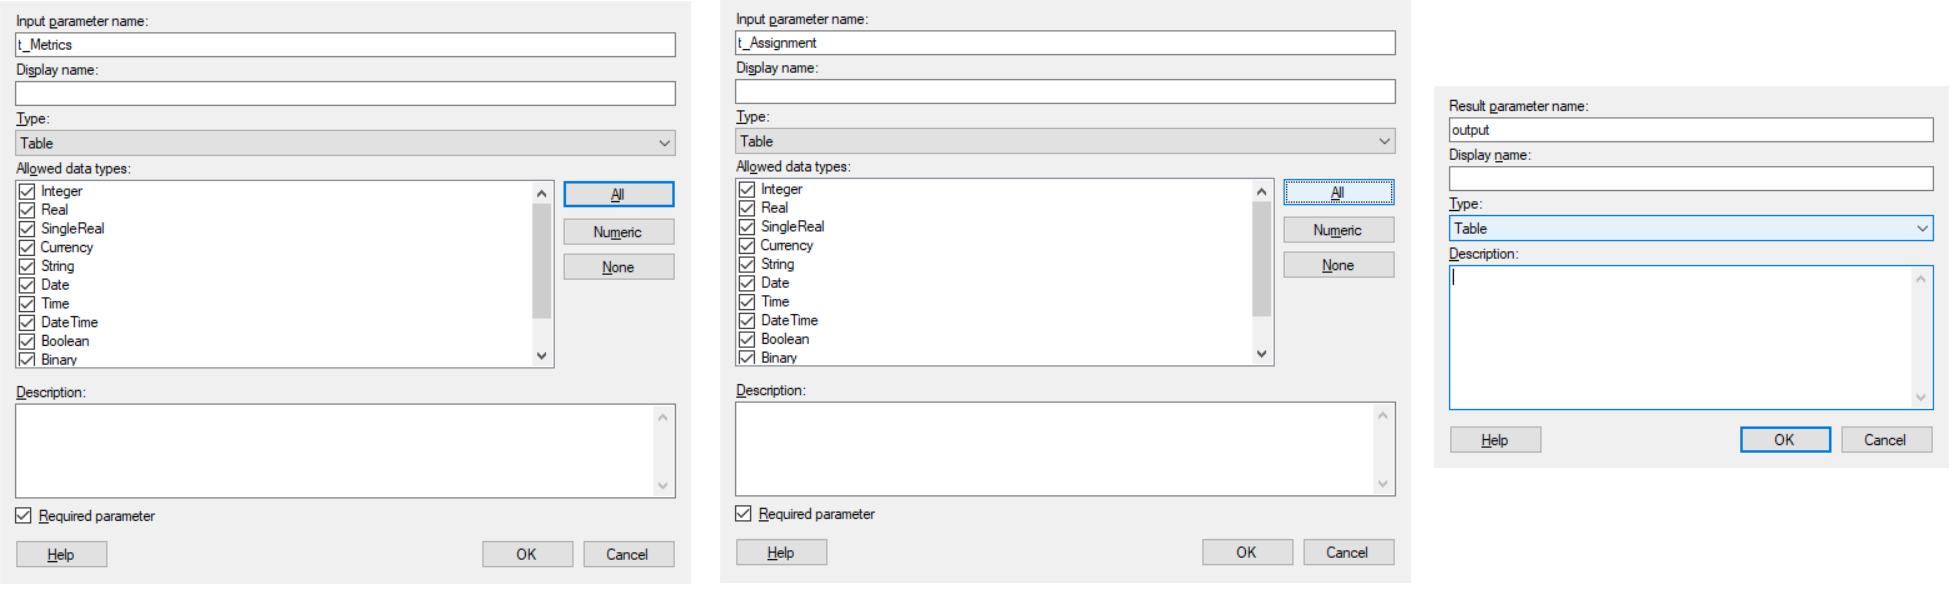 Input parameter name:
t_Metrics
Display name:
Type:
Table
Allowed data types:
Integer
Real
SingleReal
Currency
String
Date
Time
DateTime
Boolean
Binary
All
Numeric
None
Description:
Required parameter
Help
OK
Cancel
Input parameter name:
t_Assignment
Display name:
Type:
Table
Allowed data types:
Integer
Real
SingleReal
Currency
String
Date
Time
DateTime
Boolean
Binary
All
Numeric
None
Description:
Required parameter
Help
OK
Cancel
Result parameter name:
output
Display name:
Type:
Table
Description:
Help
OK
Cancel